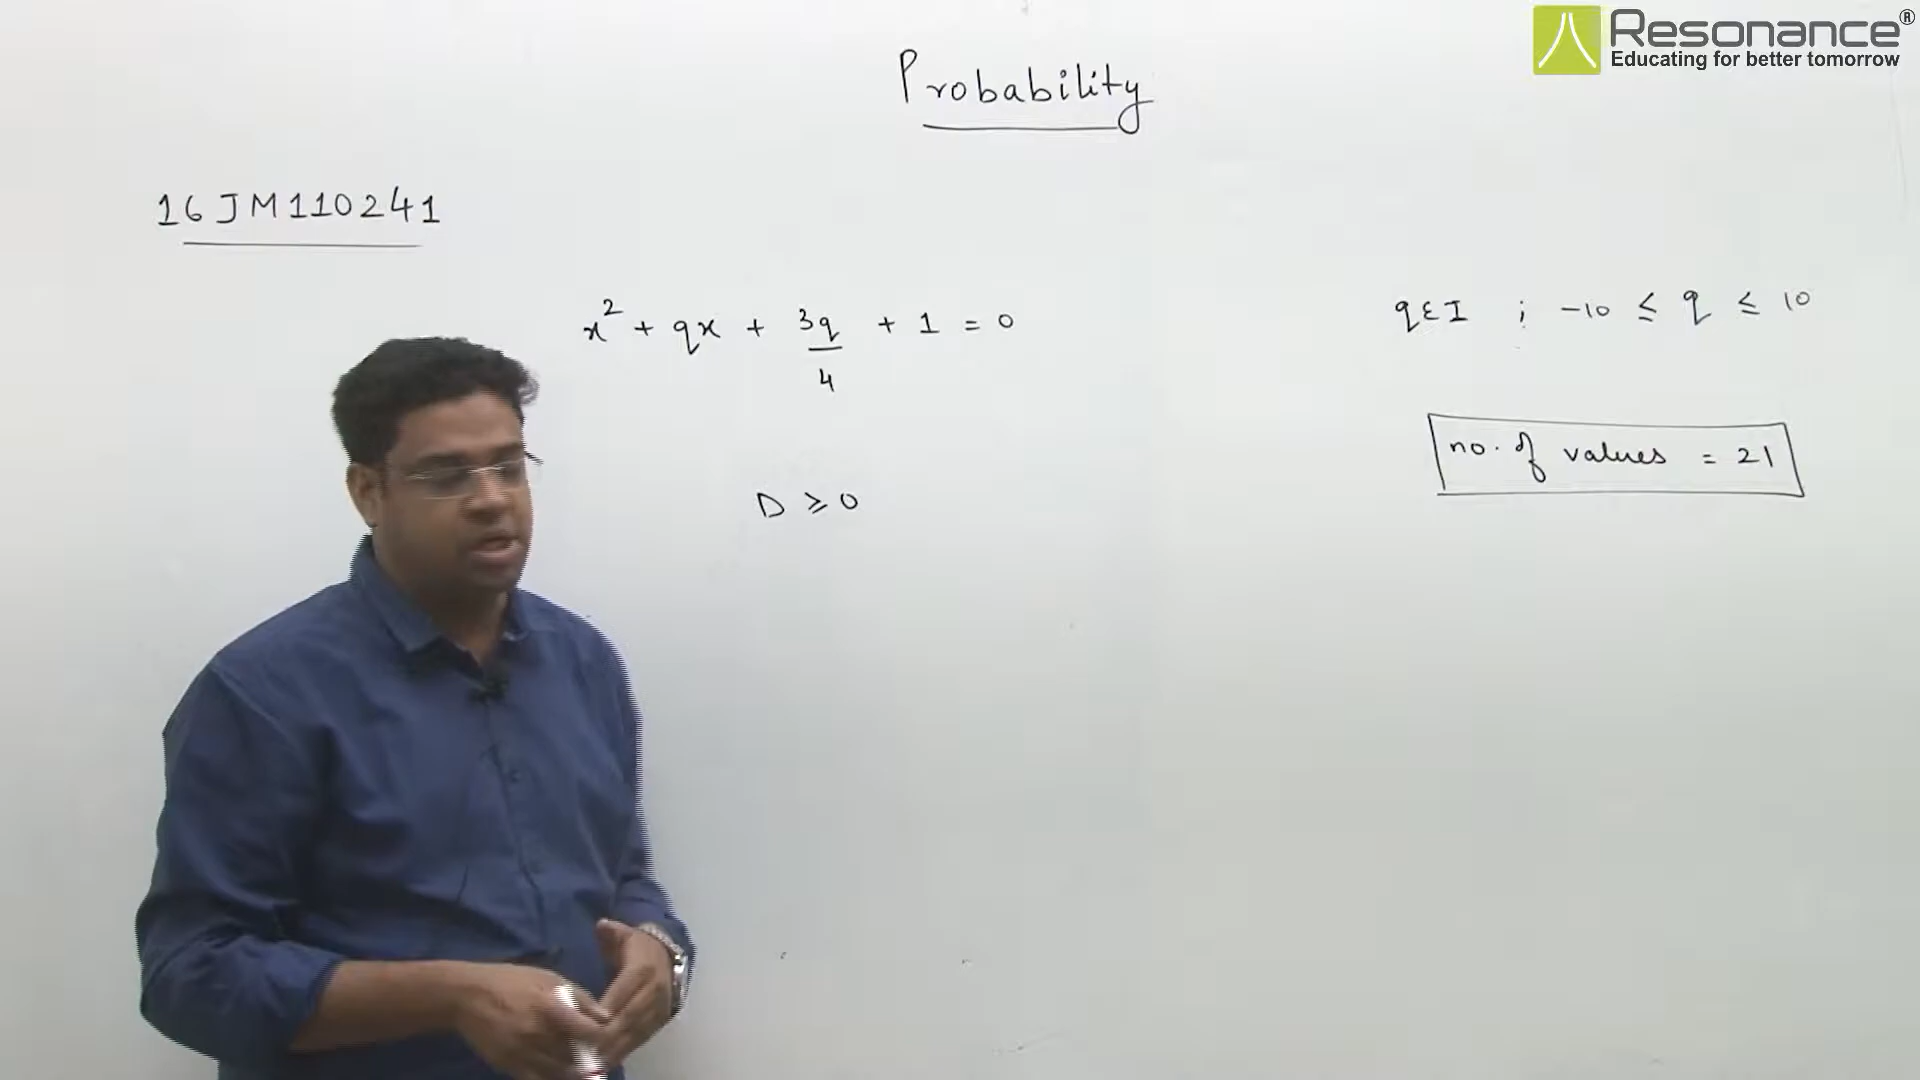 Resonance®
Educating for better tomorrow
Probability
16JM110241
x² + qx + 3q/4 + 1 = 0
q ε I ; -10 ≤ q ≤ 10
no. of values = 21
D ≥ 0